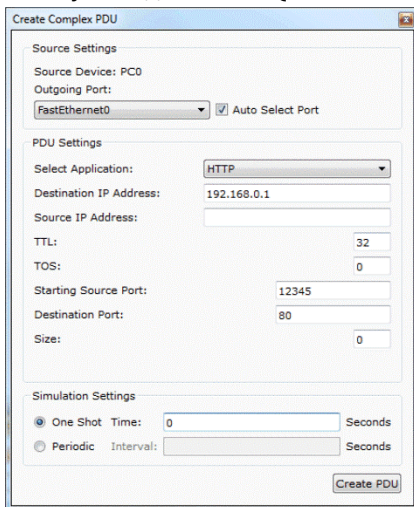 Create Complex PDU
Source Settings
Source Device: PC0
Outgoing Port:
FastEthernet0 Auto Select Port
PDU Settings
Select Application: HTTP
Destination IP Address: 192.168.0.1
Source IP Address:
TTL: 32
TOS: 0
Starting Source Port: 12345
Destination Port: 80
Size: 0
Simulation Settings
One Shot Time: 0 Seconds
Periodic Interval: Seconds
Create PDU